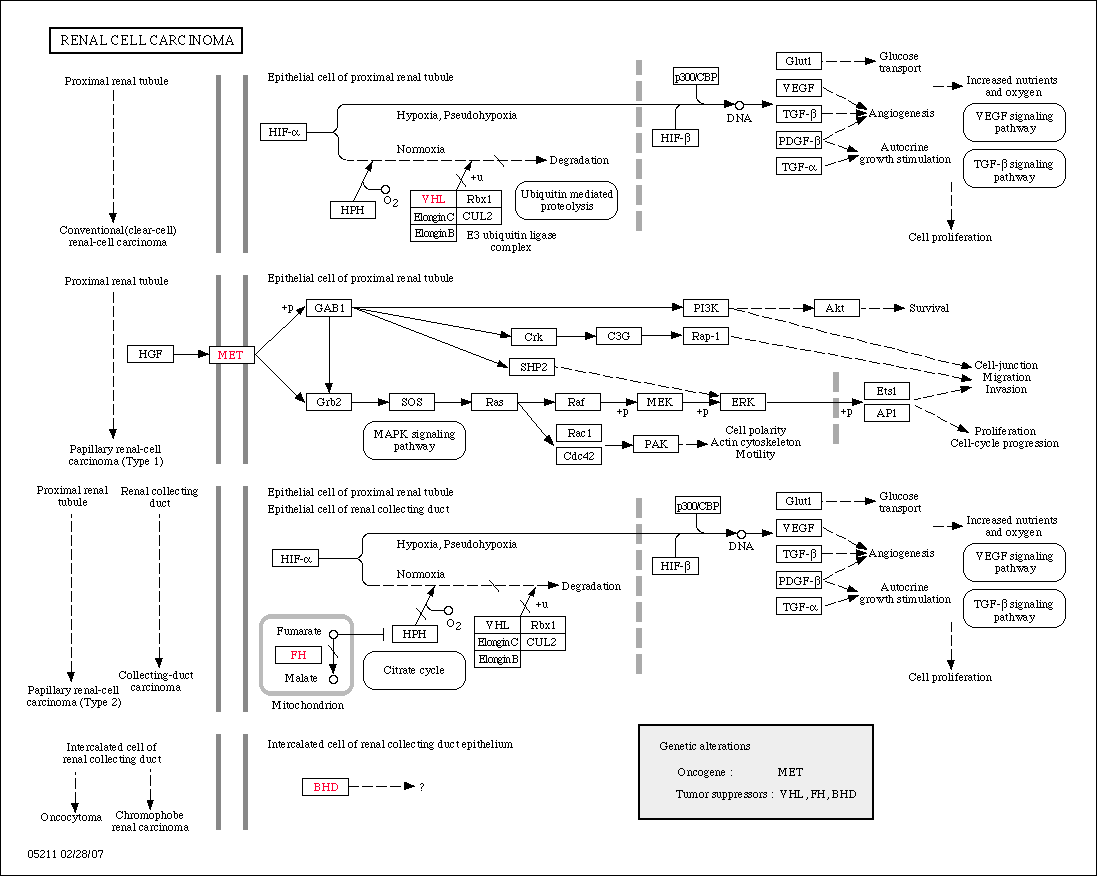 RENAL CELL CARCINOMA
Proximal renal tubule
Conventional(clear-cell)
renal-cell carcinoma
Epithelial cell of proximal renal tubule
HIF-α
Hypoxia, Pseudohypoxia
Normoxia
Degradation
HPH
O2
+u
VHL
Rbx1
ElonginC
CUL2
ElonginB
E3 ubiquitin ligase
complex
Ubiquitin mediated
proteolysis
p300/CBP
HIF-β
DNA
Glut1
VEGF
TGF-β
PDGF-β
TGF-α
Glucose
transport
Angiogenesis
Autocrine
growth stimulation
Increased nutrients
and oxygen
VEGF signaling
pathway
TGF-β signaling
pathway
Cell proliferation
Proximal renal tubule
Papillary renal-cell
carcinoma (Type 1)
Epithelial cell of proximal renal tubule
HGF
MET
+p
GAB1
PI3K
Akt
Survival
Crk
C3G
Rap-1
SHP2
Grb2
SOS
Ras
Raf
+p
MEK
+p
ERK
+p
Ets1
AP1
Cell-junction
Migration
Invasion
Proliferation
Cell-cycle progression
MAPK signaling
pathway
Rac1
Cdc42
PAK
Cell polarity
Actin cytoskeleton
Motility
Proximal renal
tubule
Renal collecting
duct
Papillary renal-cell
carcinoma (Type 2)
Collecting-duct
carcinoma
Epithelial cell of proximal renal tubule
Epithelial cell of renal collecting duct
HIF-α
Hypoxia, Pseudohypoxia
Normoxia
Degradation
HPH
O2
+u
VHL
Rbx1
ElonginC
CUL2
ElonginB
Fumarate
FH
Malate
Mitochondrion
Citrate cycle
p300/CBP
HIF-β
DNA
Glut1
VEGF
TGF-β
PDGF-β
TGF-α
Glucose
transport
Angiogenesis
Autocrine
growth stimulation
Increased nutrients
and oxygen
VEGF signaling
pathway
TGF-β signaling
pathway
Cell proliferation
Intercalated cell of
renal collecting duct
Oncocytoma
Chromophobe
renal carcinoma
Intercalated cell of renal collecting duct epithelium
BHD
?
Genetic alterations
Oncogene : MET
Tumor suppressors : VHL , FH, BHD
05211 02/28/07